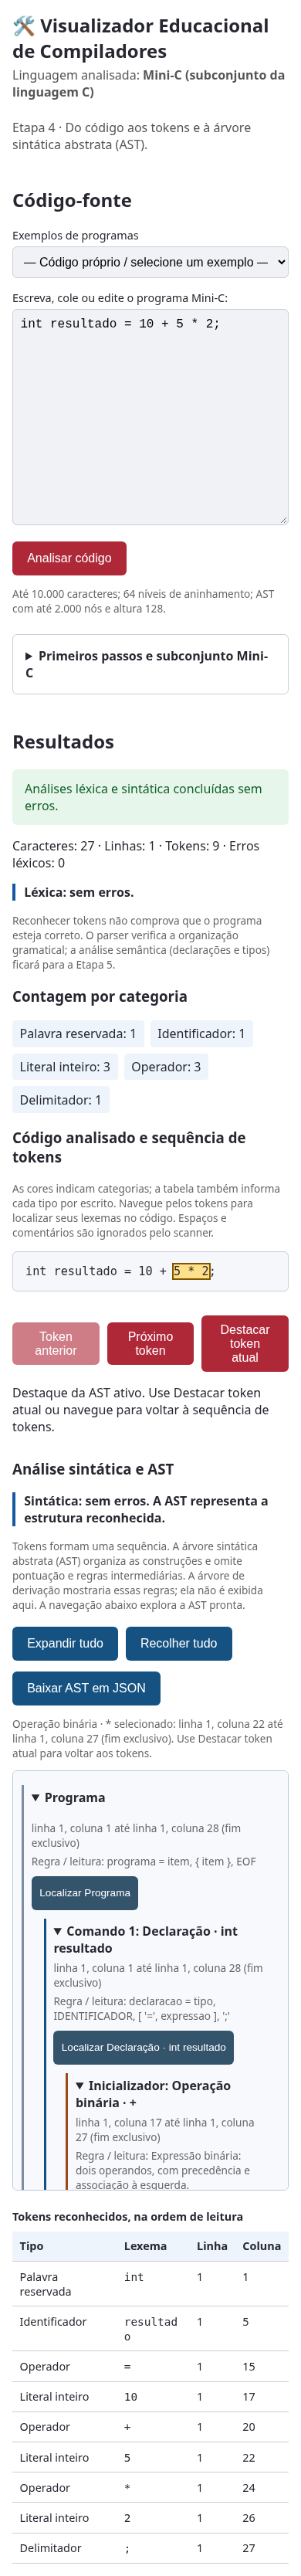 🛠️ Visualizador Educacional
de Compiladores
Linguagem analisada: Mini-C (subconjunto da
linguagem C)
Etapa 4 · Do código aos tokens e à árvore
sintática abstrata (AST).
Código-fonte
Exemplos de programas
— Código próprio / selecione um exemplo —
Escreva, cole ou edite o programa Mini-C:
int resultado = 10 + 5 * 2;
Analisar código
Até 10.000 caracteres; 64 níveis de aninhamento; AST
com até 2.000 nós e altura 128.
▶ Primeiros passos e subconjunto Mini-
C
Resultados
Análises léxica e sintática concluídas sem
erros.
Caracteres: 27 · Linhas: 1 · Tokens: 9 · Erros
léxicos: 0
Léxica: sem erros.
Reconhecer tokens não comprova que o programa
esteja correto. O parser verifica a organização
gramatical; a análise semântica (declarações e tipos)
ficará para a Etapa 5.
Contagem por categoria
Palavra reservada: 1 Identificador: 1
Literal inteiro: 3 Operador: 3
Delimitador: 1
Código analisado e sequência de
tokens
As cores indicam categorias; a tabela também informa
cada tipo por escrito. Navegue pelos tokens para
localizar seus lexemas no código. Espaços e
comentários são ignorados pelo scanner.
int resultado = 10 + 5 * 2;
Token
anterior
Próximo
token
Destacar
token
atual
Destaque da AST ativo. Use Destacar token
atual ou navegue para voltar à sequência de
tokens.
Análise sintática e AST
Sintática: sem erros. A AST representa a
estrutura reconhecida.
Tokens formam uma sequência. A árvore sintática
abstrata (AST) organiza as construções e omite
pontuação e regras intermediárias. A árvore de
derivação mostraria essas regras; ela não é exibida
aqui. A navegação abaixo explora a AST pronta.
Expandir tudo Recolher tudo
Baixar AST em JSON
Operação binária · * selecionado: linha 1, coluna 22 até
linha 1, coluna 27 (fim exclusivo). Use Destacar token
atual para voltar aos tokens.
▼ Programa
linha 1, coluna 1 até linha 1, coluna 28 (fim
exclusivo)
Regra / leitura: programa = item, { item }, EOF
Localizar Programa
▼ Comando 1: Declaração · int
resultado
linha 1, coluna 1 até linha 1, coluna 28 (fim
exclusivo)
Regra / leitura: declaracao = tipo,
IDENTIFICADOR, [ '=', expressao ], ';'
Localizar Declaração · int resultado
▼ Inicializador: Operação
binária · +
linha 1, coluna 17 até linha 1, coluna
27 (fim exclusivo)
Regra / leitura: Expressão binária:
dois operandos, com precedência e
associação à esquerda.
Tokens reconhecidos, na ordem de leitura
Tipo Lexema Linha Coluna
Palavra
reservada int 1 1
Identificador resultad
o 1 5
Operador = 1 15
Literal inteiro 10 1 17
Operador + 1 20
Literal inteiro 5 1 22
Operador * 1 24
Literal inteiro 2 1 26
Delimitador ; 1 27